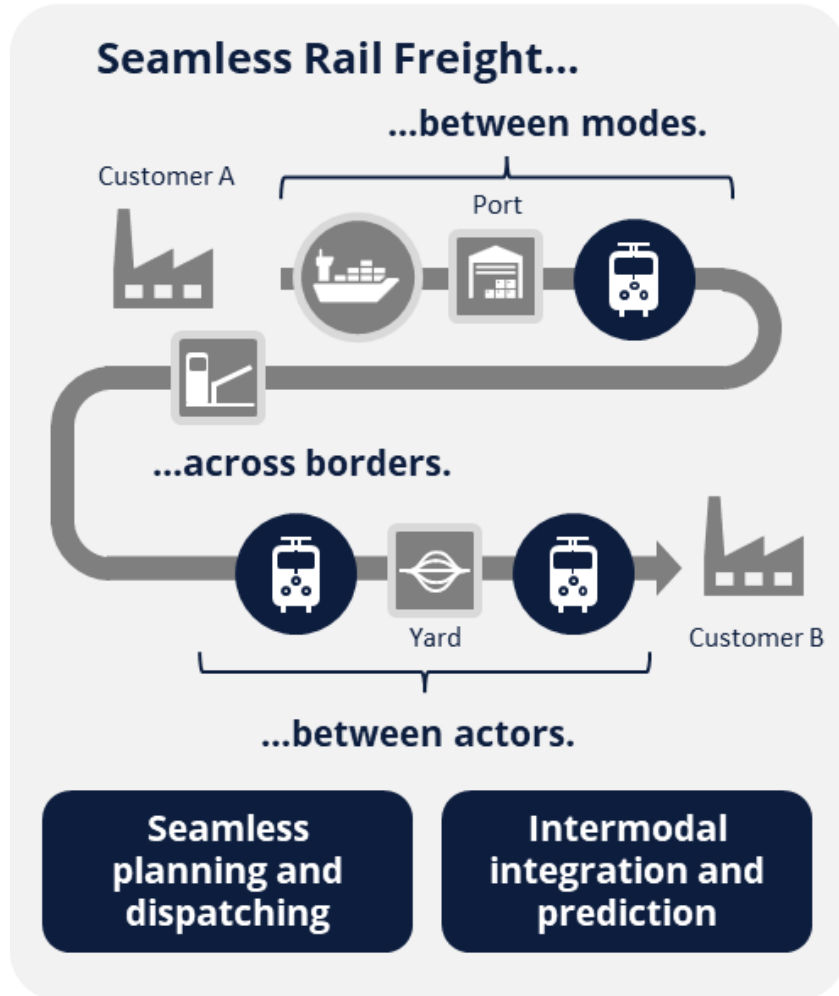 Seamless Rail Freight...
...between modes.
Customer A
Port
...across borders.
Yard
Customer B
...between actors.
Seamless
planning and
dispatching
Intermodal
integration and
prediction